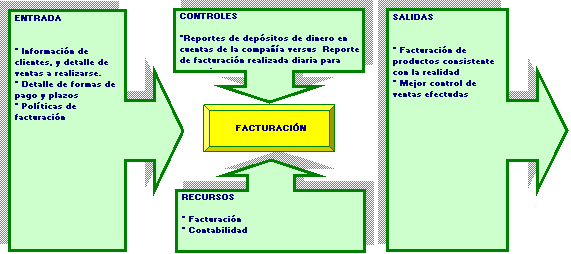 ENTRADA
* Información de
clientes, y detalle de
ventas a realizarse.
* Detalle de formas de
pago y plazos
* Políticas de
facturación
CONTROLES
*Reportes de depósitos de dinero en
cuentas de la compañía versus Reporte
de facturación realizada diaria para
FACTURACIÓN
RECURSOS
* Facturación
* Contabilidad
SALIDAS
* Facturación de
productos consistente
con la realidad
* Mejor control de
ventas efectuadas